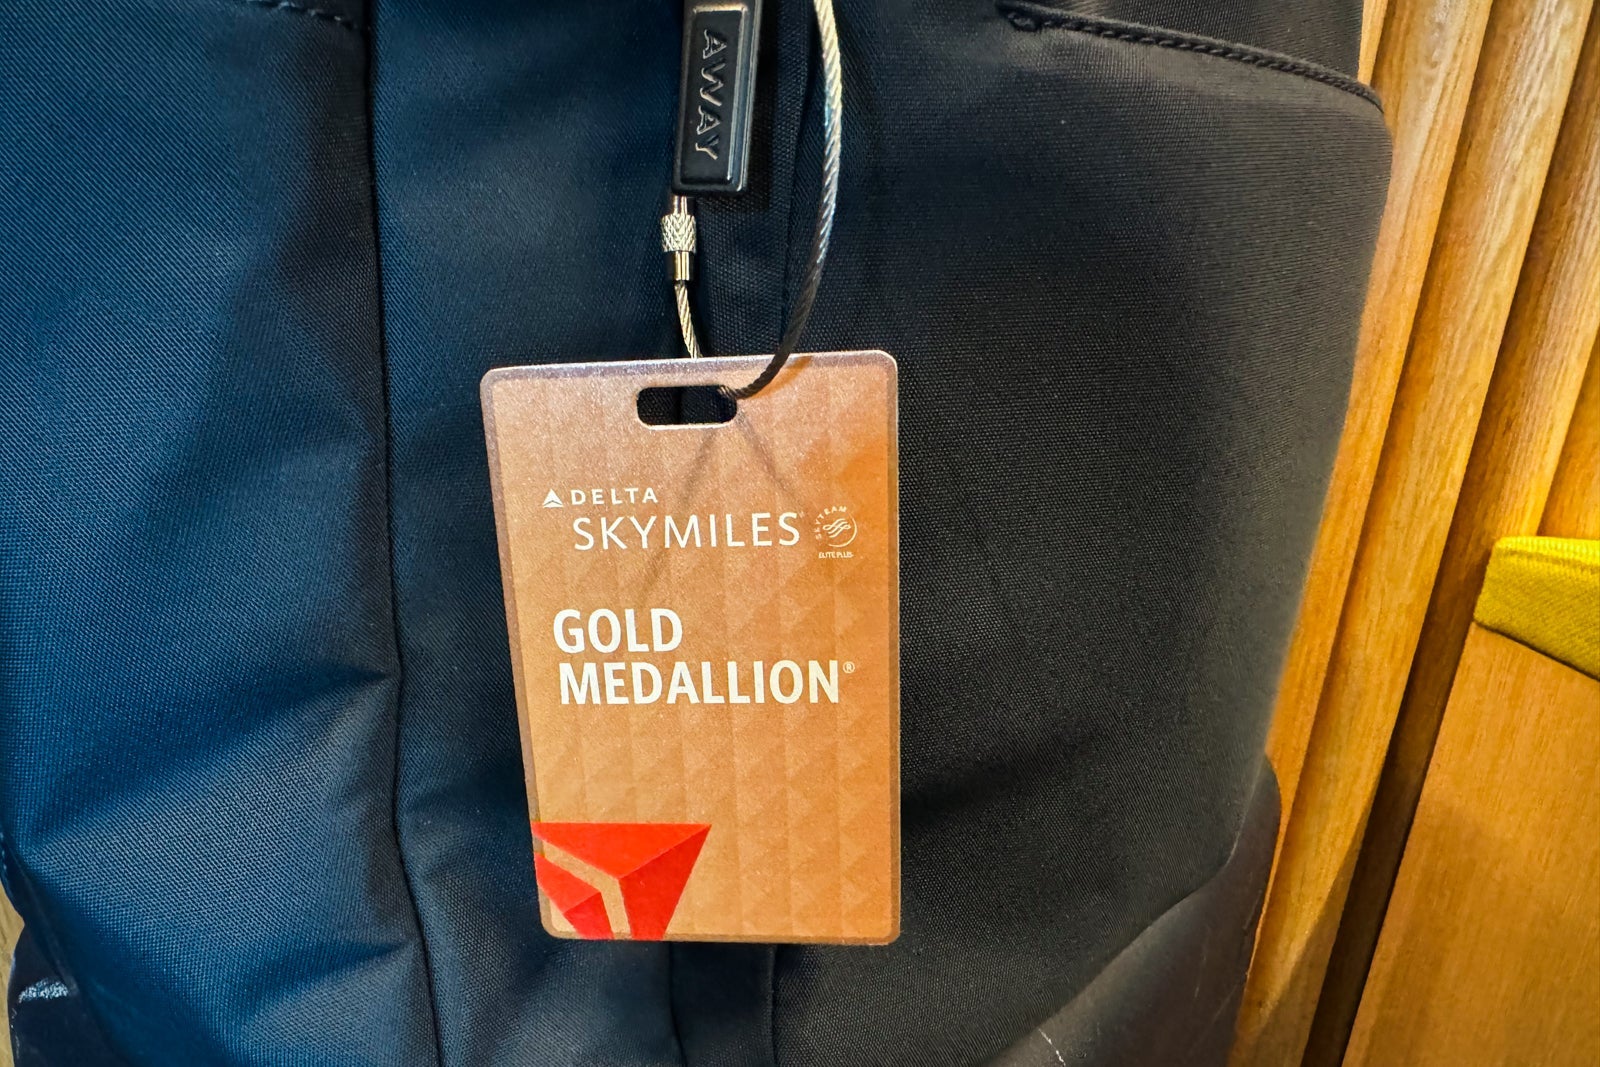 AWAY
DELTA
SKYMILES
SKYTEAM
ELITE PLUS
GOLD
MEDALLION®